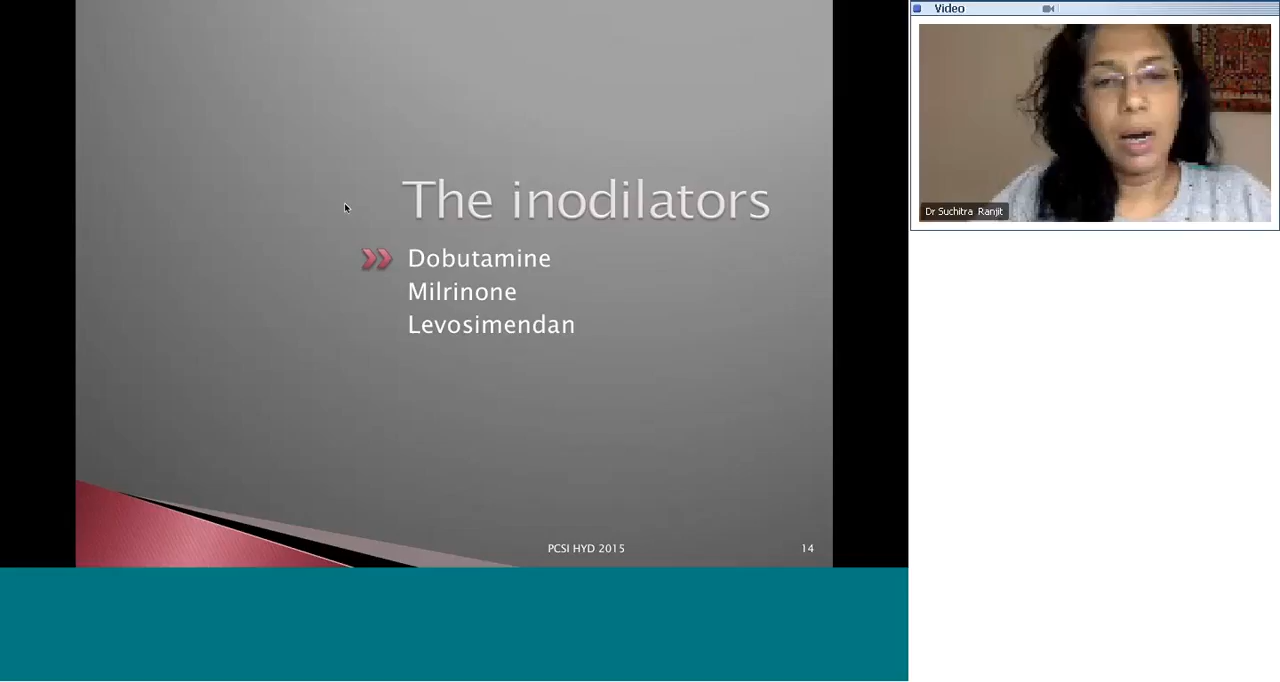 The inodilators
Dobutamine
Milrinone
Levosimendan
PCSI HYD 2015
14
Video
Dr Suchitra Ranjit